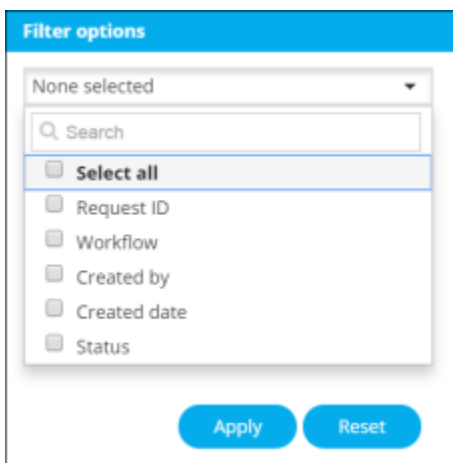 Filter options
None selected
Search
Select all
Request ID
Workflow
Created by
Created date
Status
Apply Reset